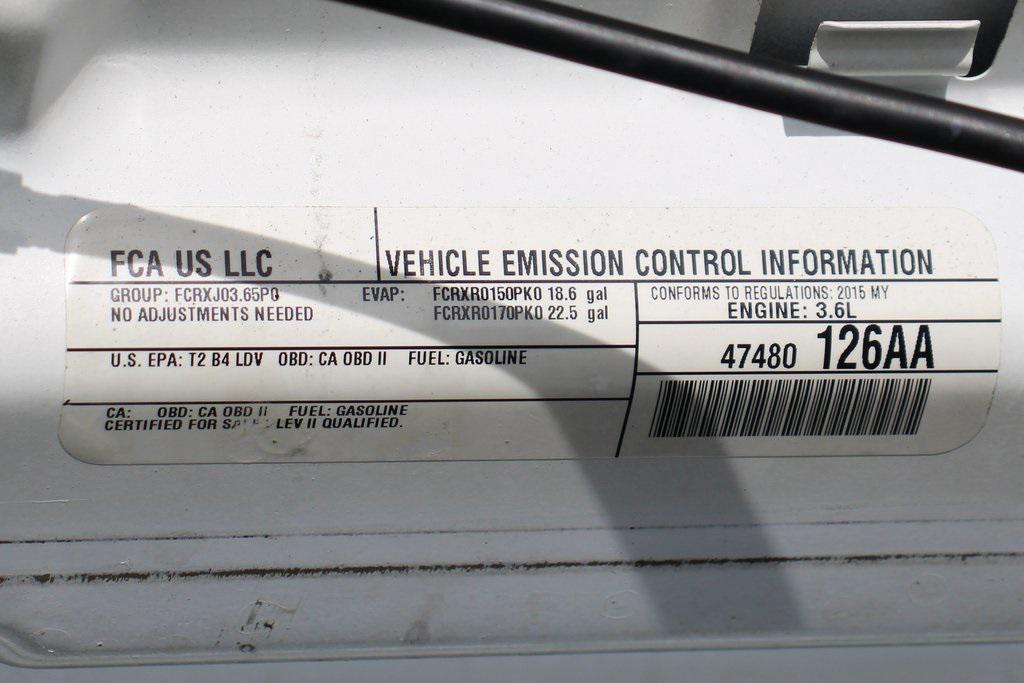 FCA US LLC
VEHICLE EMISSION CONTROL INFORMATION
GROUP: FCRXJ03.65P0
NO ADJUSTMENTS NEEDED
EVAP: FCRXR0150PK0 18.6 gal
FCRXR0170PK0 22.5 gal
CONFORMS TO REGULATIONS: 2015 MY
ENGINE: 3.6L
U.S. EPA: T2 B4 LDV OBD: CA OBD II FUEL: GASOLINE
47480 126AA
CA: OBD: CA OBD II FUEL: GASOLINE
CERTIFIED FOR LEV II QUALIFIED.